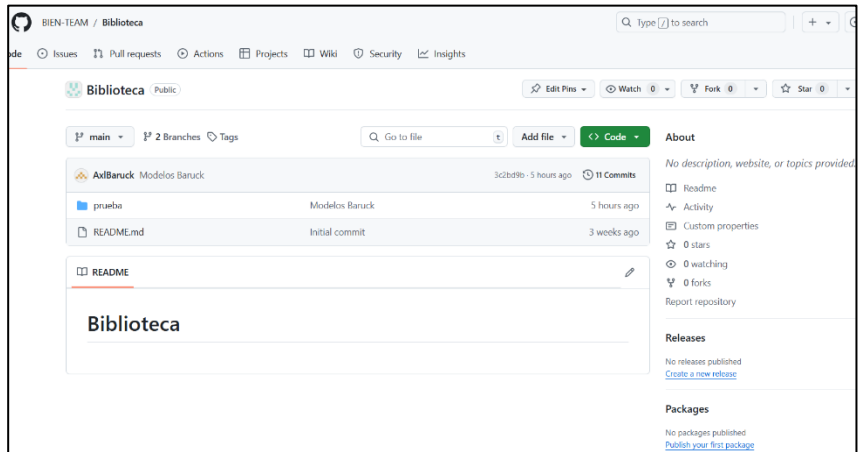 BIEN-TEAM / Biblioteca
Type / to search
Issues Pull requests Actions Projects Wiki Security Insights
Biblioteca Public
Edit Pins Watch 0 Fork 0 Star 0
main 2 Branches Tags
Go to file t
Add file <> Code
About
AxlBaruck Modelos Baruck 3c2bd9b · 5 hours ago 11 Commits
No description, website, or topics provided.
prueba Modelos Baruck 5 hours ago
README.md Initial commit 3 weeks ago
README
Biblioteca
Readme
Activity
Custom properties
0 stars
0 watching
0 forks
Report repository
Releases
No releases published
Create a new release
Packages
No packages published
Publish your first package